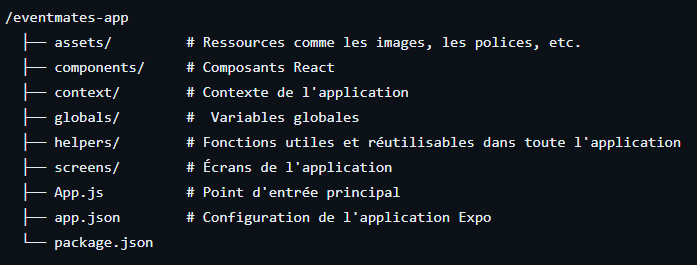 /eventmates-app
├── assets/         # Ressources comme les images, les polices, etc.
├── components/     # Composants React
├── context/        # Contexte de l'application
├── globals/        #  Variables globales
├── helpers/        # Fonctions utiles et réutilisables dans toute l'application
├── screens/        # Écrans de l'application
├── App.js          # Point d'entrée principal
├── app.json        # Configuration de l'application Expo
└── package.json